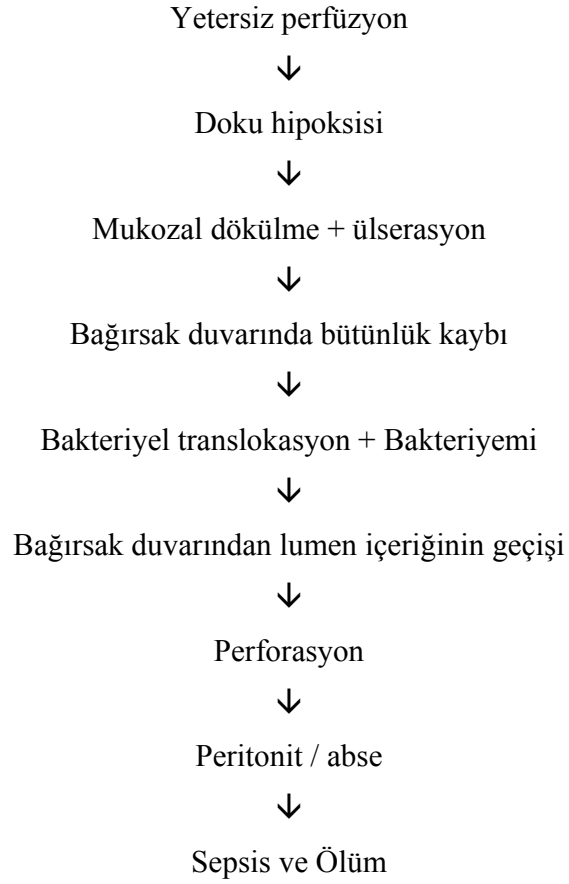 Yetersiz perfüzyon
↓
Doku hipoksisi
↓
Mukozal dökülme + ülserasyon
↓
Bağırsak duvarında bütünlük kaybı
↓
Bakteriyel translokasyon + Bakteriyemi
↓
Bağırsak duvarından lumen içeriğinin geçişi
↓
Perforasyon
↓
Peritonit / abse
↓
Sepsis ve Ölüm